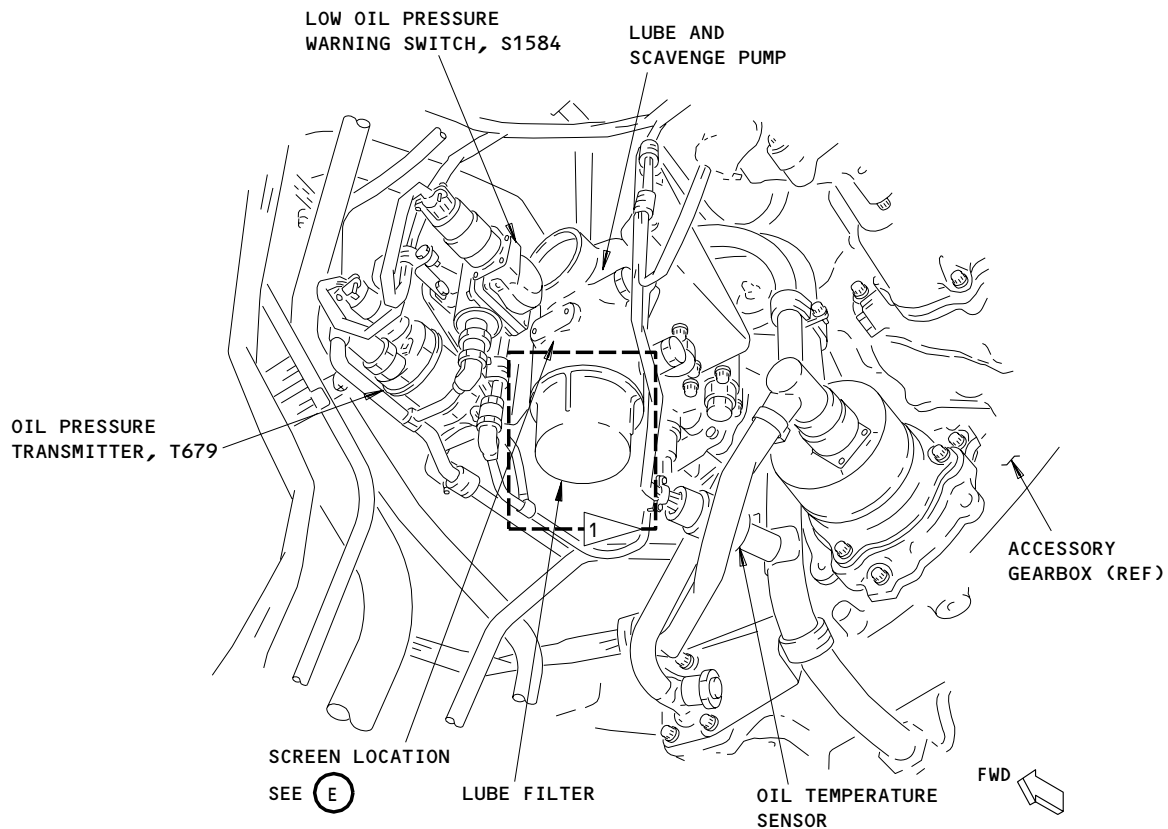 LOW OIL PRESSURE
WARNING SWITCH, S1584
LUBE AND
SCAVENGE PUMP
OIL PRESSURE
TRANSMITTER, T679
1
ACCESSORY
GEARBOX (REF)
SCREEN LOCATION
SEE E
LUBE FILTER
OIL TEMPERATURE
SENSOR
FWD